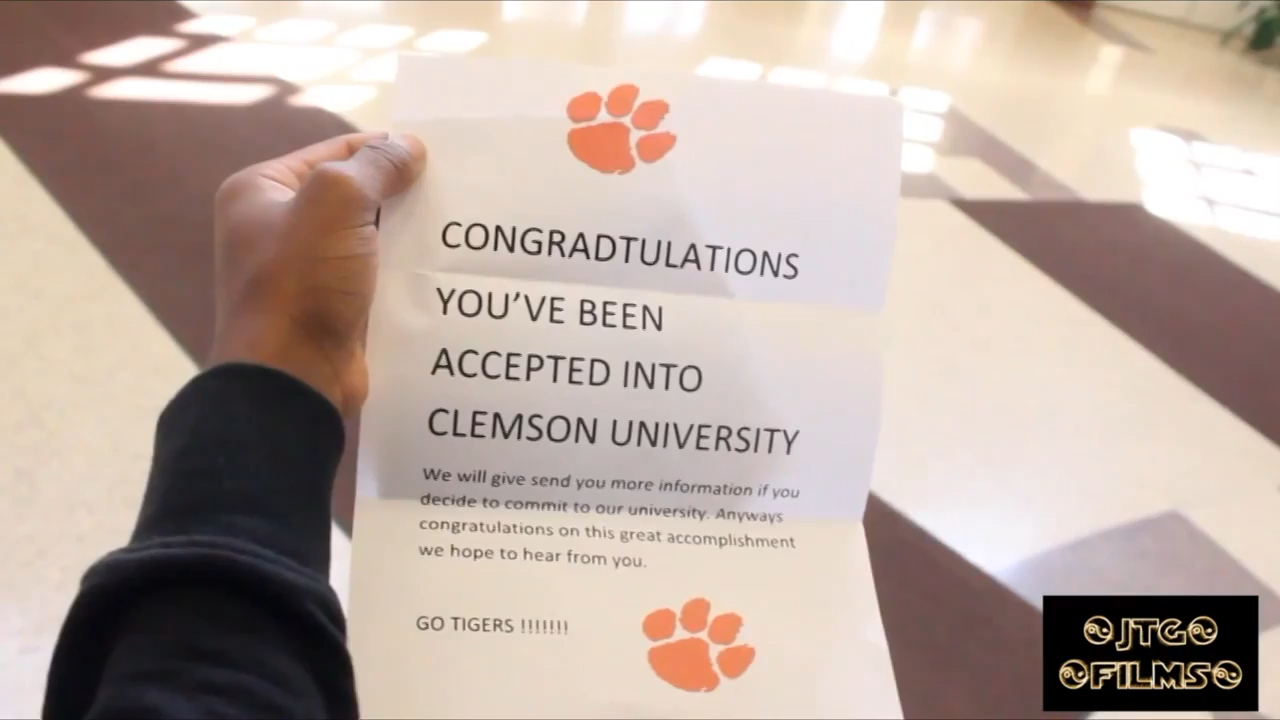 CONGRADTULATIONS
YOU'VE BEEN
ACCEPTED INTO
CLEMSON UNIVERSITY
We will give send you more information if you
decide to commit to our university. Anyways
congratulations on this great accomplishment
we hope to hear from you.
GO TIGERS !!!!!!!
JTG
FILMS